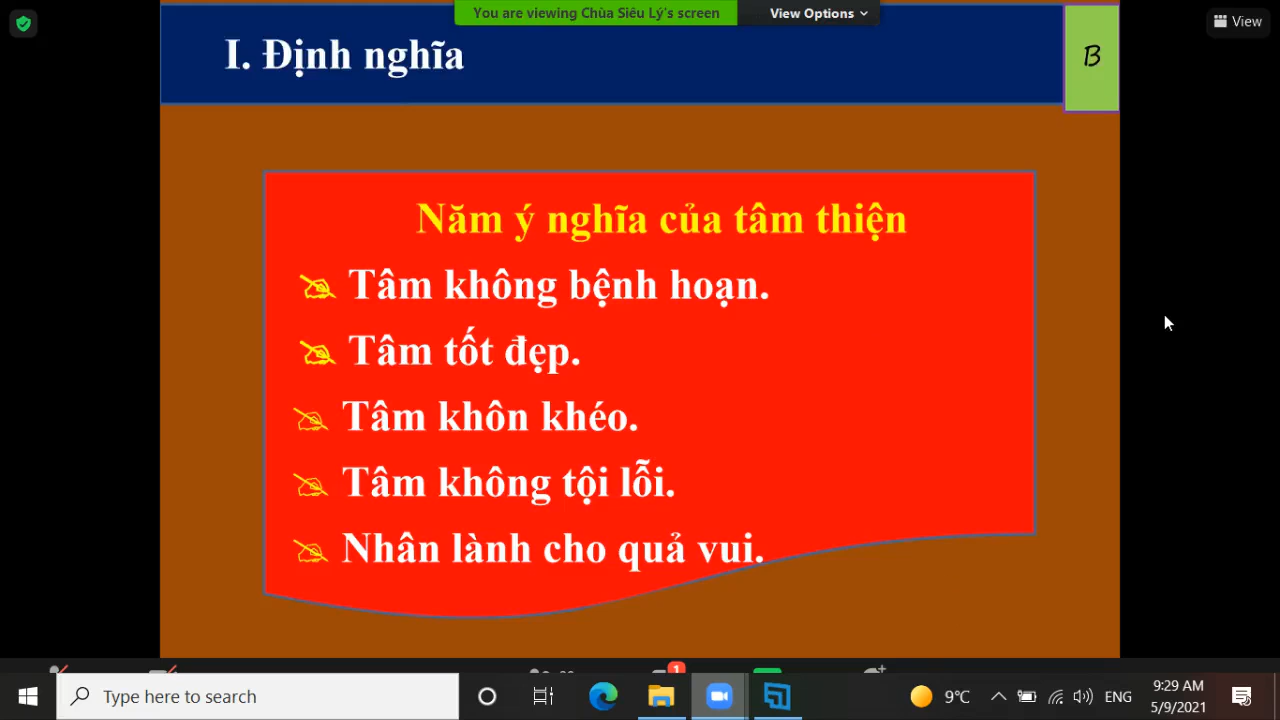 You are viewing Chùa Siêu Lý's screen
View Options
View
I. Định nghĩa
B
Năm ý nghĩa của tâm thiện
Tâm không bệnh hoạn.
Tâm tốt đẹp.
Tâm khôn khéo.
Tâm không tội lỗi.
Nhân lành cho quả vui.
1
Type here to search
9°C
ENG
9:29 AM
5/9/2021